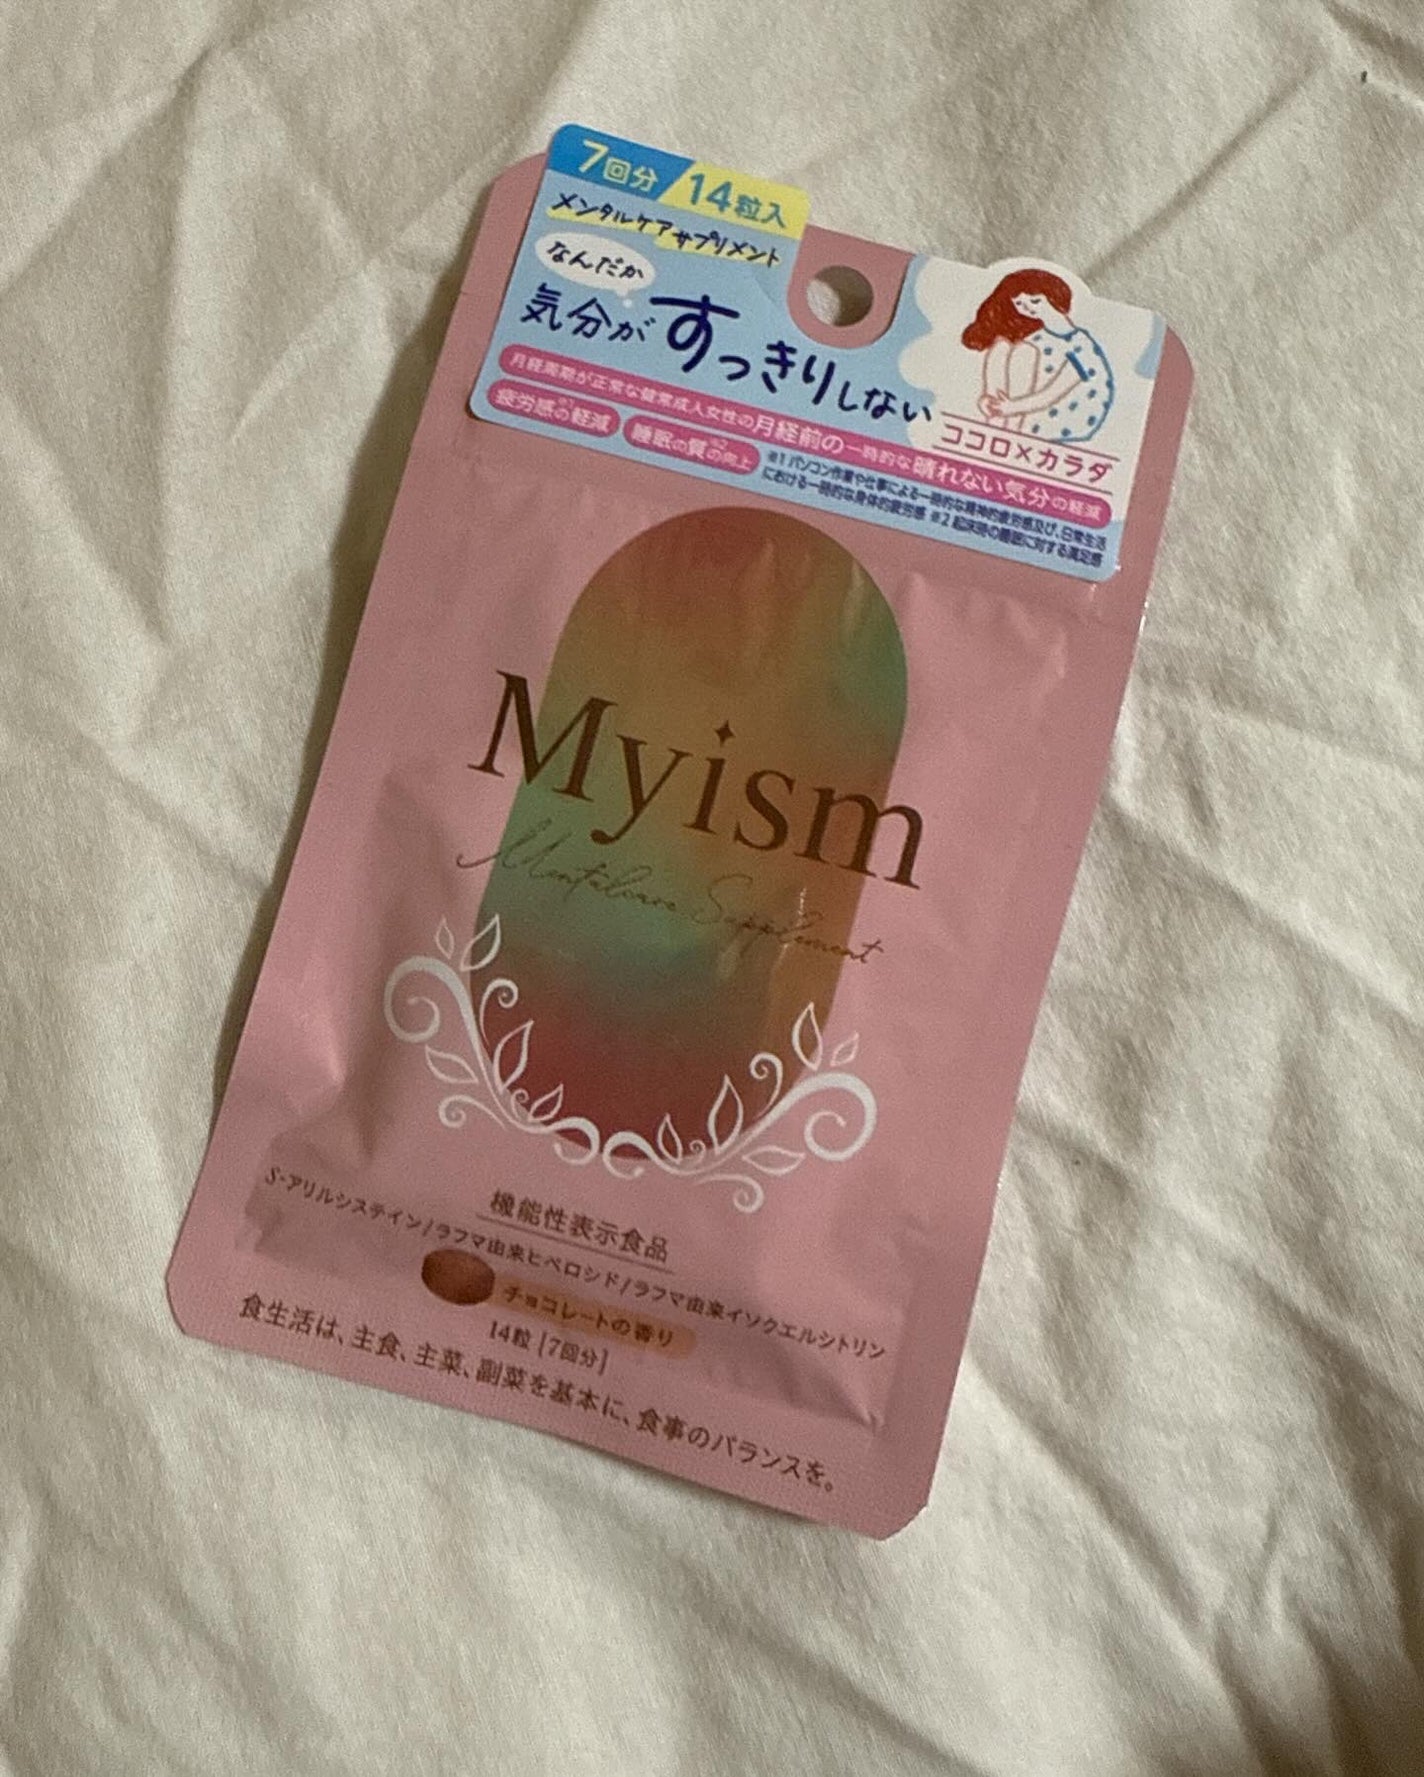 7回分 14粒入
メンタルケアサプリメント
なんだか
気分がすっきりしない
ココロ×カラダ
月経周期が正常な健常成人女性の月経前の一時的な晴れない気分の軽減
疲労感※1の軽減 睡眠の質※2の向上
※1 パソコン作業や仕事による一時的な精神的疲労感及び、日常生活
における一時的な身体的疲労感 ※2 起床時の睡眠に対する満足感
Myism
Mentalcare Supplement
機能性表示食品
S-アリルシステイン/ラフマ由来ヒペロシド/ラフマ由来イソクエルシトリン
チョコレートの香り
14粒 [7回分]
食生活は、主食、主菜、副菜を基本に、食事のバランスを。